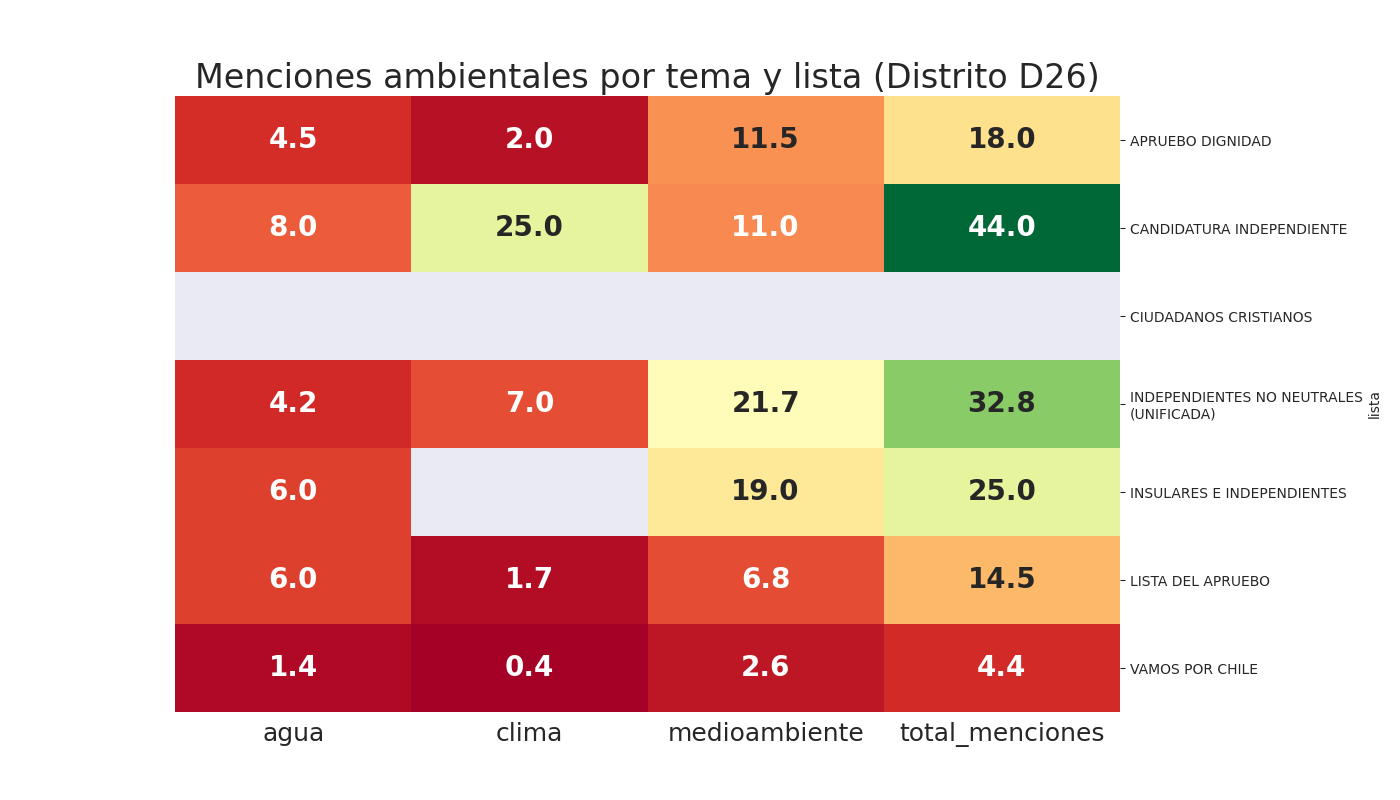 Menciones ambientales por tema y lista (Distrito D26)
4.5 2.0 11.5 18.0 APRUEBO DIGNIDAD
8.0 25.0 11.0 44.0 CANDIDATURA INDEPENDIENTE
CIUDADANOS CRISTIANOS
4.2 7.0 21.7 32.8 INDEPENDIENTES NO NEUTRALES
(UNIFICADA)
lista
6.0 19.0 25.0 INSULARES E INDEPENDIENTES
6.0 1.7 6.8 14.5 LISTA DEL APRUEBO
1.4 0.4 2.6 4.4 VAMOS POR CHILE
agua clima medioambiente total_menciones